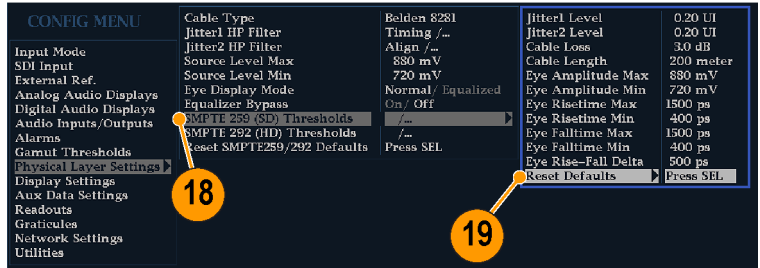 CONFIG MENU
Input Mode
SDI Input
External Ref.
Analog Audio Displays
Digital Audio Displays
Audio Inputs/Outputs
Alarms
Gamut Thresholds
Physical Layer Settings
Display Settings
Aux Data Settings
Readouts
Graticules
Network Settings
Utilities
Cable Type Belden 8281
Jitter1 HP Filter Timing /...
Jitter2 HP Filter Align /...
Source Level Max 880 mV
Source Level Min 720 mV
Eye Display Mode Normal/ Equalized
Equalizer Bypass On/ Off
SMPTE 259 (SD) Thresholds /...
SMPTE 292 (HD) Thresholds /...
Reset SMPTE259/292 Defaults Press SEL
18
Jitter1 Level 0.20 UI
Jitter2 Level 0.20 UI
Cable Loss 3.0 dB
Cable Length 200 meter
Eye Amplitude Max 880 mV
Eye Amplitude Min 720 mV
Eye Risetime Max 1500 ps
Eye Risetime Min 400 ps
Eye Falltime Max 1500 ps
Eye Falltime Min 400 ps
Eye Rise-Fall Delta 500 ps
Reset Defaults Press SEL
19